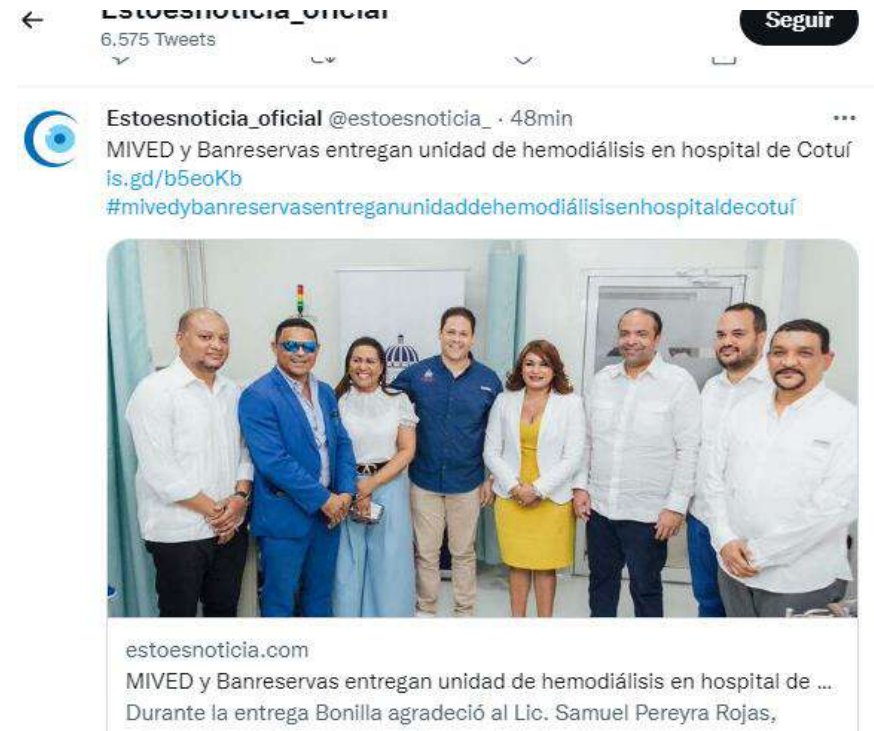 Estoesnoticia_oficial
6.575 Tweets
Seguir
Estoesnoticia_oficial @estoesnoticia_ · 48min
MIVED y Banreservas entregan unidad de hemodiálisis en hospital de Cotuí
is.gd/b5eoKb
#mivedybanreservasentreganunidaddehemodiálisisenhospitaldecotuí
estoesnoticia.com
MIVED y Banreservas entregan unidad de hemodiálisis en hospital de ...
Durante la entrega Bonilla agradeció al Lic. Samuel Pereyra Rojas,